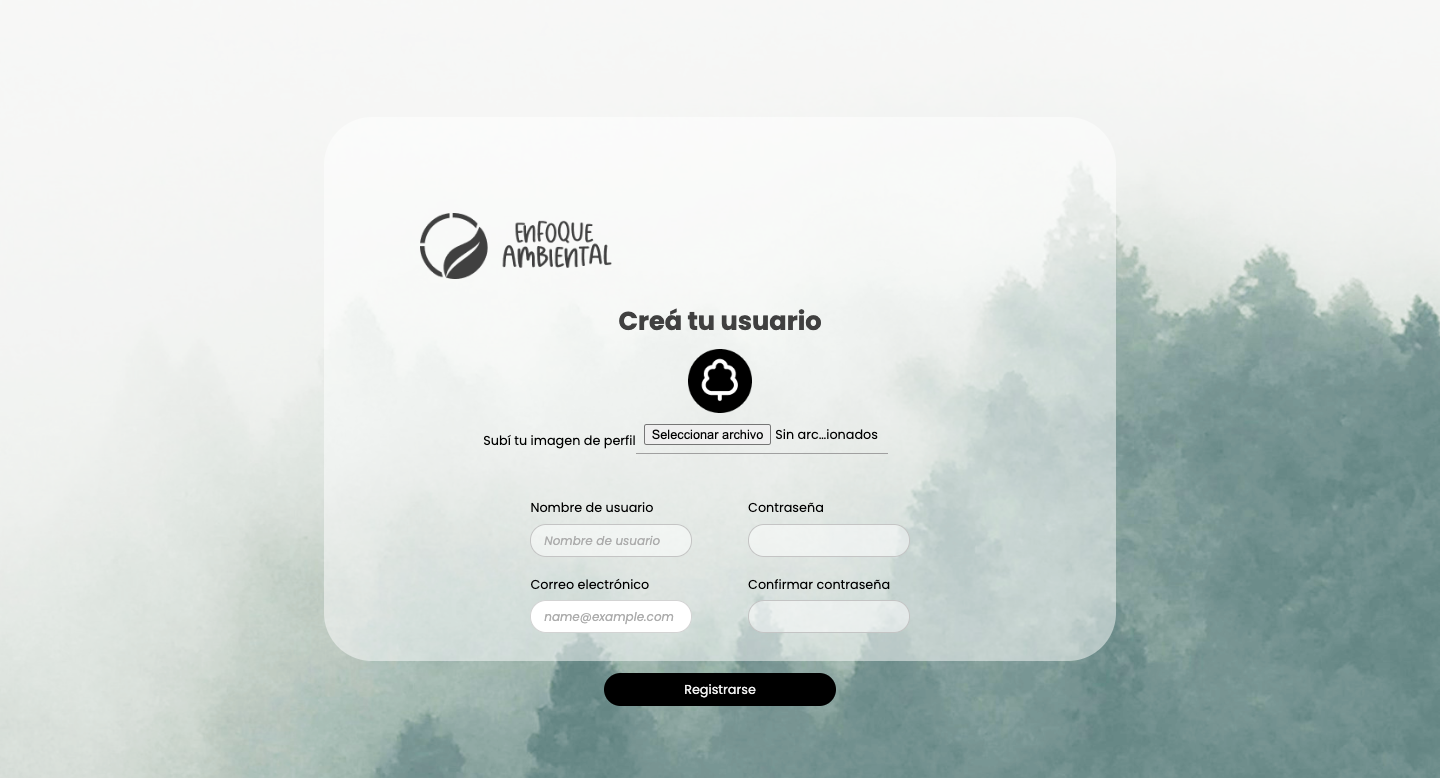 ENFOQUE
AMBIENTAL
Creá tu usuario
Subí tu imagen de perfil Seleccionar archivo Sin arc...ionados
Nombre de usuario Contraseña
Nombre de usuario
Correo electrónico Confirmar contraseña
name@example.com
Registrarse